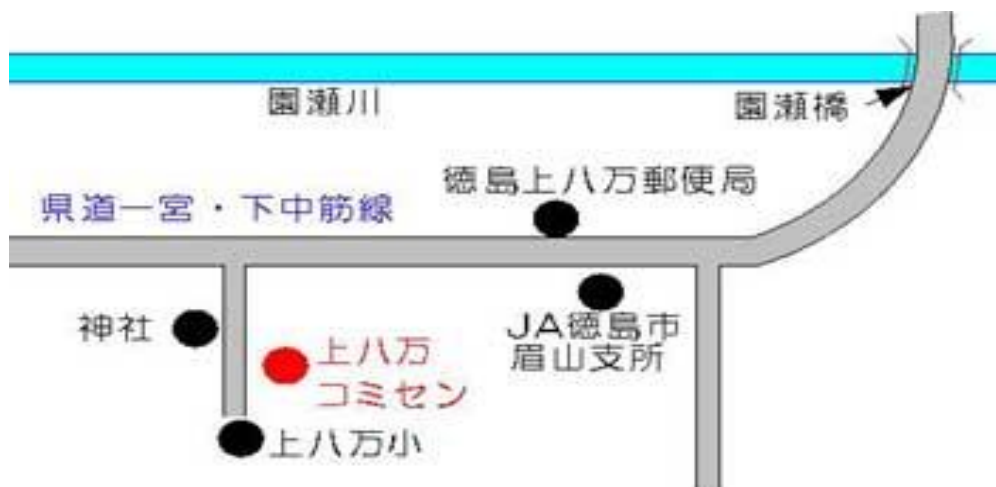 園瀬川
園瀬橋
徳島上八万郵便局
県道一宮・下中筋線
神社
JA徳島市
眉山支所
上八万
コミセン
上八万小